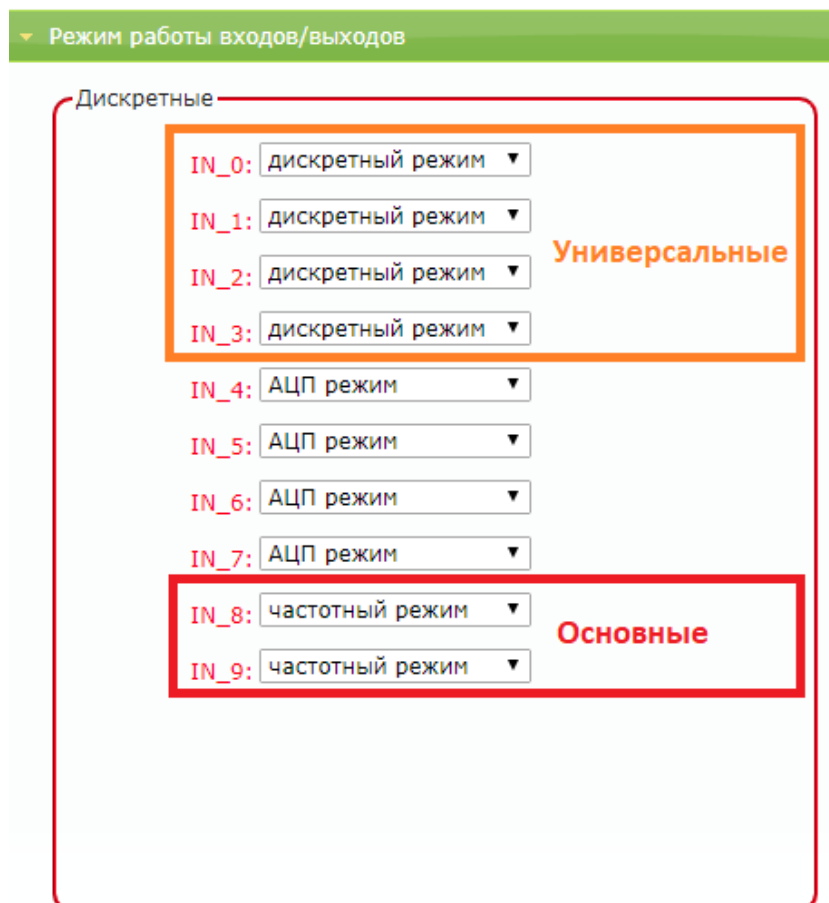 Режим работы входов/выходов
Дискретные
IN_0: дискретный режим
IN_1: дискретный режим
Универсальные
IN_2: дискретный режим
IN_3: дискретный режим
IN_4: АЦП режим
IN_5: АЦП режим
IN_6: АЦП режим
IN_7: АЦП режим
IN_8: частотный режим
Основные
IN_9: частотный режим